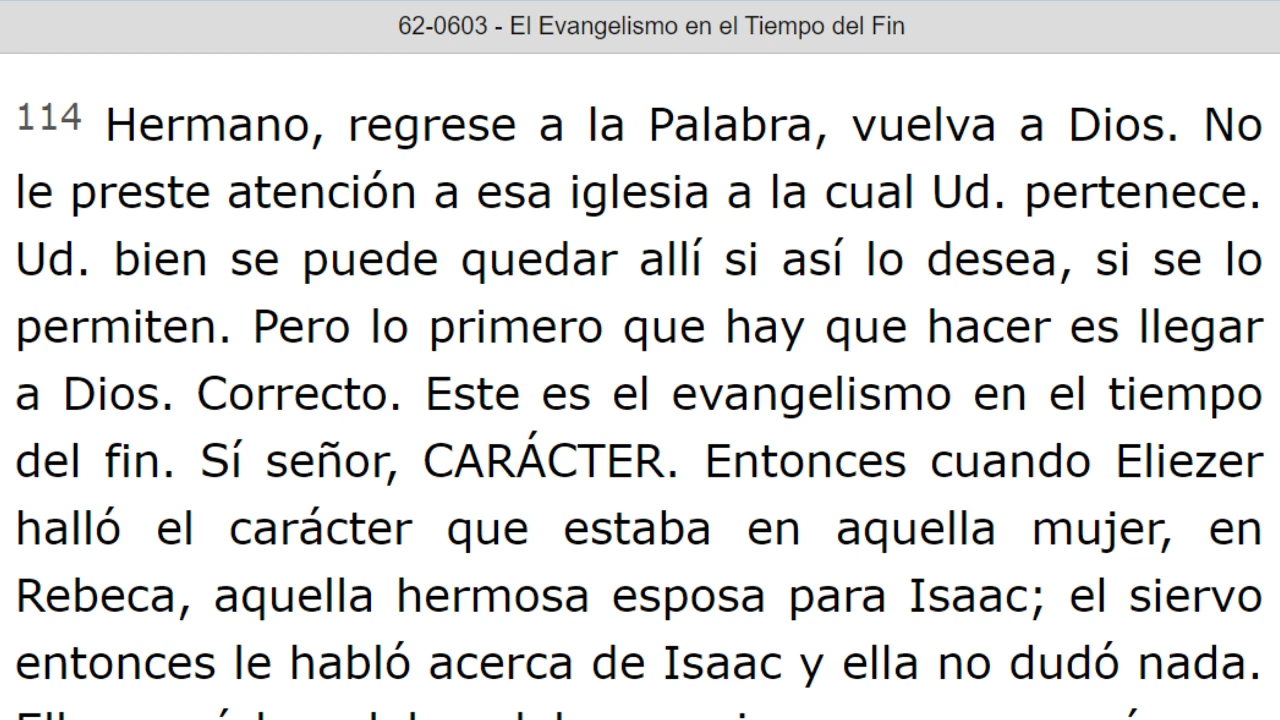 62-0603 - El Evangelismo en el Tiempo del Fin
114 Hermano, regrese a la Palabra, vuelva a Dios. No
le preste atención a esa iglesia a la cual Ud. pertenece.
Ud. bien se puede quedar allí si así lo desea, si se lo
permiten. Pero lo primero que hay que hacer es llegar
a Dios. Correcto. Este es el evangelismo en el tiempo
del fin. Sí señor, CARÁCTER. Entonces cuando Eliezer
halló el carácter que estaba en aquella mujer, en
Rebeca, aquella hermosa esposa para Isaac; el siervo
entonces le habló acerca de Isaac y ella no dudó nada.